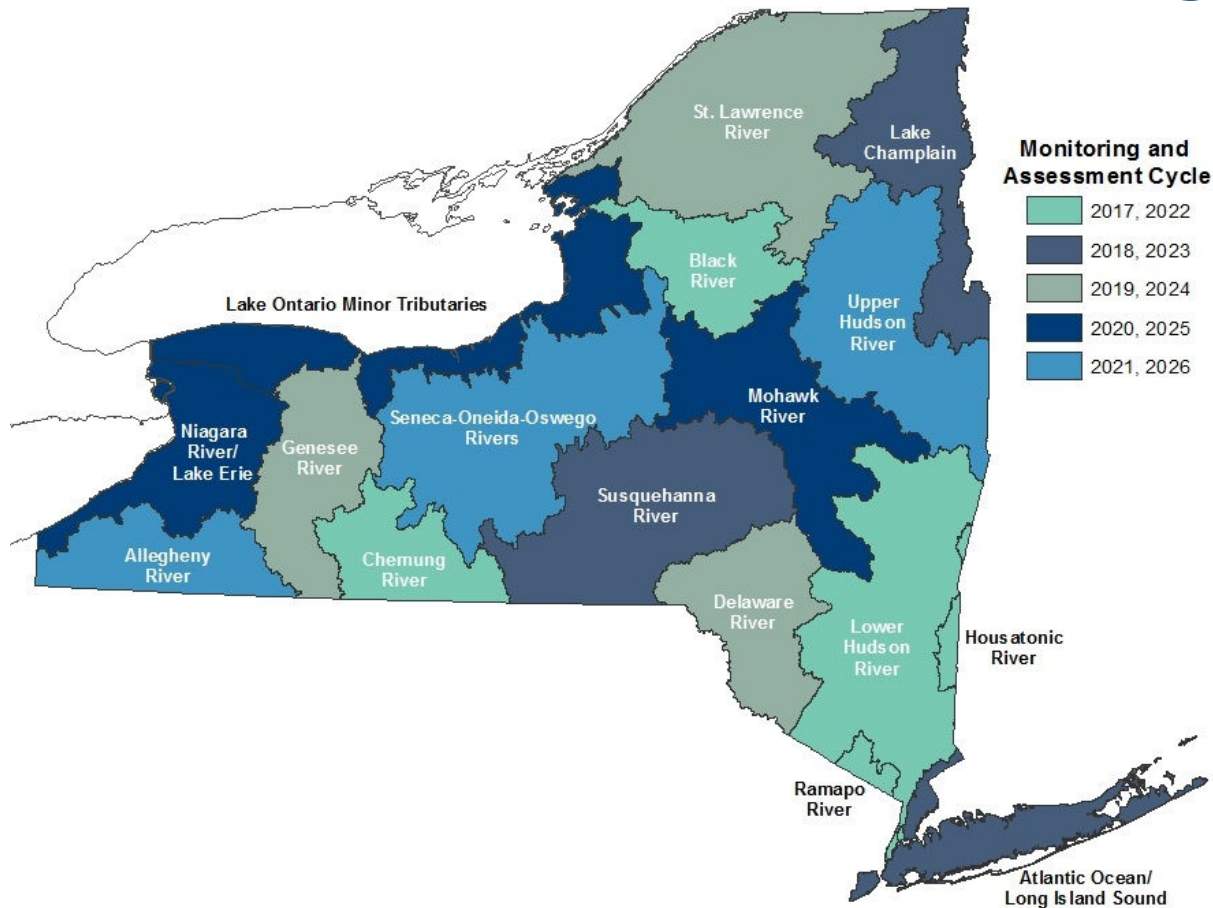 St. Lawrence
River
Lake
Champlain
Monitoring and
Assessment Cycle
2017, 2022
2018, 2023
2019, 2024
2020, 2025
2021, 2026
Black
River
Lake Ontario Minor Tributaries
Upper
Hudson
River
Mohawk
River
Seneca-Oneida-Oswego
Rivers
Niagara
River/
Lake Erie
Genesee
River
Susquehanna
River
Allegheny
River
Chemung
River
Delaware
River
Lower
Hudson
River
Housatonic
River
Ramapo
River
Atlantic Ocean/
Long Island Sound